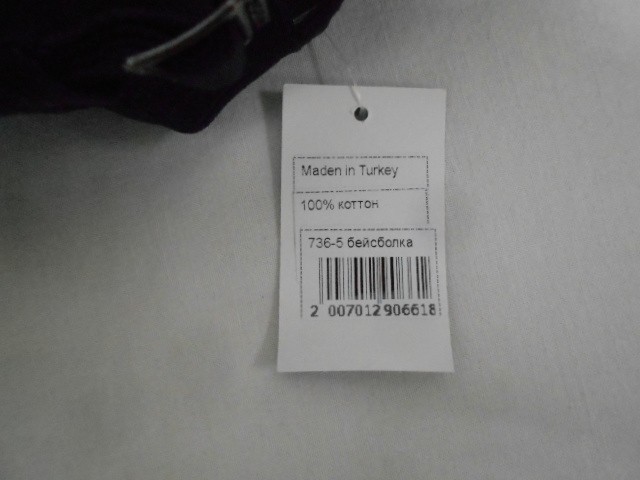 Maden in Turkey
100% коттон
736-5 бейсболка
2 007012 906618